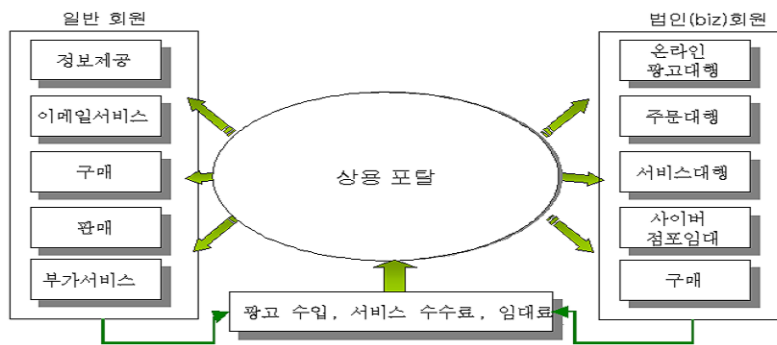 일반 회원
정보제공
이메일서비스
구매
판매
부가서비스
상용 포탈
광고 수입, 서비스 수수료, 임대료
법인(biz)회원
온라인
광고대행
주문대행
서비스대행
사이버
점포임대
구매